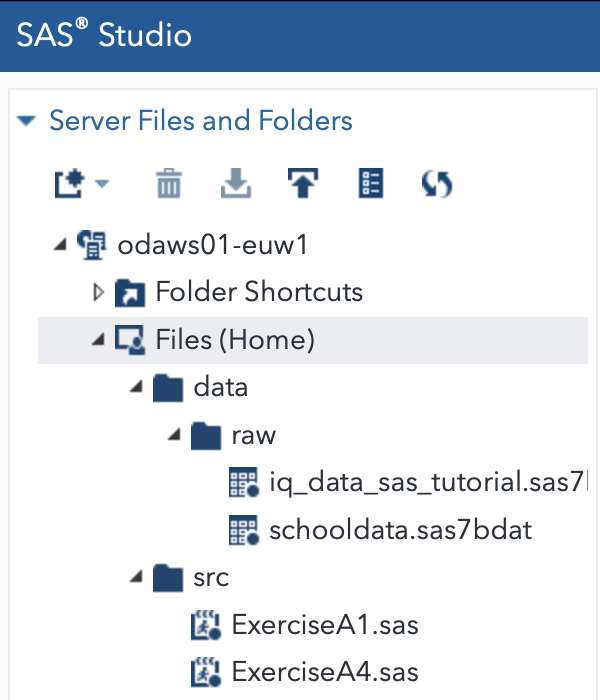 SAS® Studio
Server Files and Folders
odaws01-euw1
Folder Shortcuts
Files (Home)
data
raw
iq_data_sas_tutorial.sas7
schooldata.sas7bdat
src
ExerciseA1.sas
ExerciseA4.sas